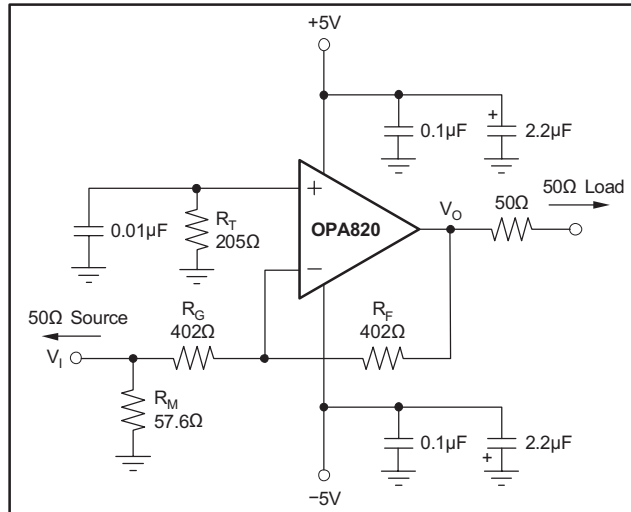 +5V
0.1µF
+
2.2µF
50Ω Load
+
OPA820
−
V_O
50Ω
0.01µF
R_T
205Ω
50Ω Source
V_I
R_G
402Ω
R_F
402Ω
R_M
57.6Ω
0.1µF
+
2.2µF
−5V